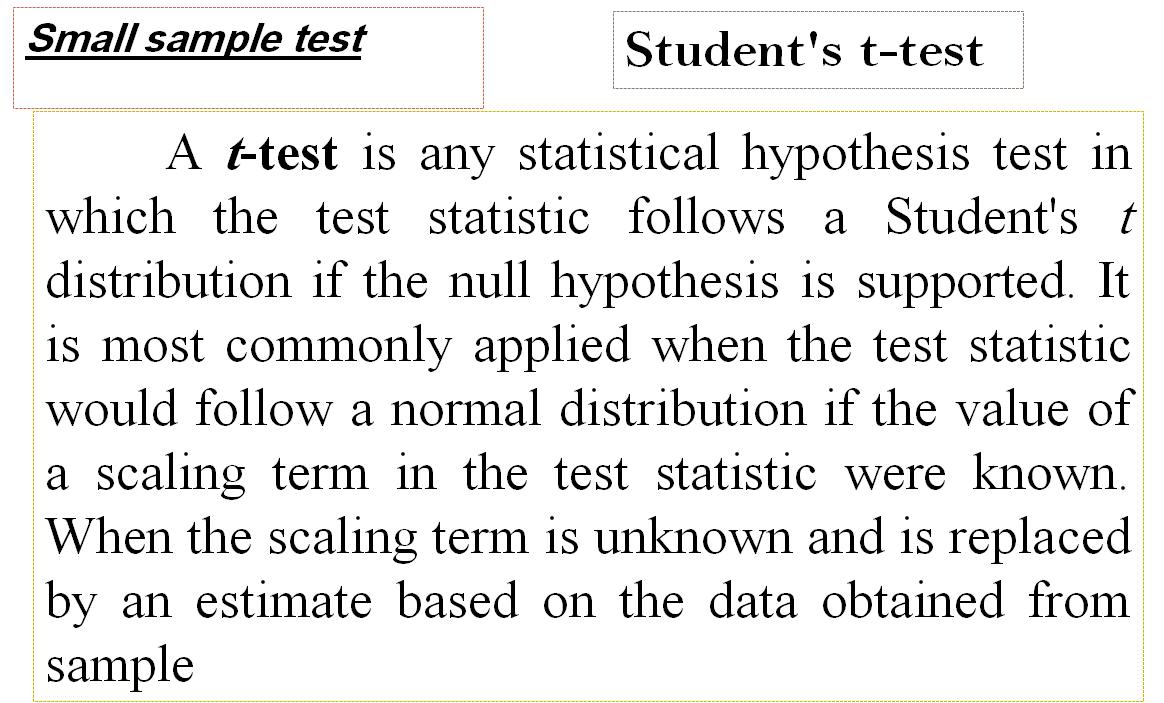 Small sample test
Student's t-test
A t-test is any statistical hypothesis test in
which the test statistic follows a Student's t
distribution if the null hypothesis is supported. It
is most commonly applied when the test statistic
would follow a normal distribution if the value of
a scaling term in the test statistic were known.
When the scaling term is unknown and is replaced
by an estimate based on the data obtained from
sample